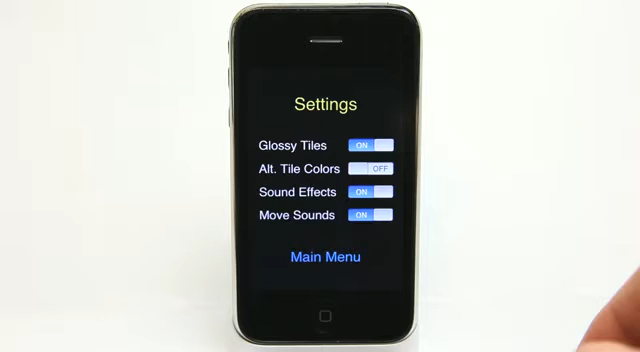 Settings
Glossy Tiles ON
Alt. Tile Colors OFF
Sound Effects ON
Move Sounds ON
Main Menu